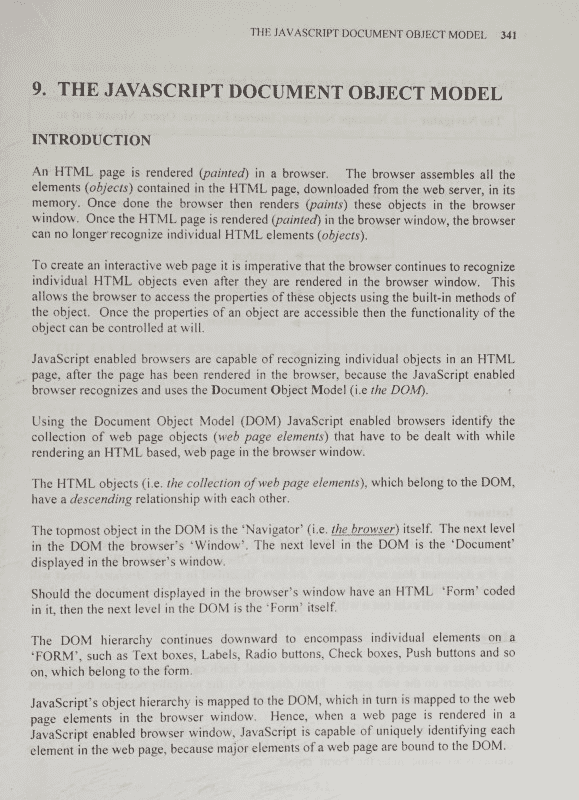 THE JAVASCRIPT DOCUMENT OBJECT MODEL 341
9. THE JAVASCRIPT DOCUMENT OBJECT MODEL
INTRODUCTION
An HTML page is rendered (painted) in a browser. The browser assembles all the
elements (objects) contained in the HTML page, downloaded from the web server, in its
memory. Once done the browser then renders (paints) these objects in the browser
window. Once the HTML page is rendered (painted) in the browser window, the browser
can no longer recognize individual HTML elements (objects).
To create an interactive web page it is imperative that the browser continues to recognize
individual HTML objects even after they are rendered in the browser window. This
allows the browser to access the properties of these objects using the built-in methods of
the object. Once the properties of an object are accessible then the functionality of the
object can be controlled at will.
JavaScript enabled browsers are capable of recognizing individual objects in an HTML
page, after the page has been rendered in the browser, because the JavaScript enabled
browser recognizes and uses the Document Object Model (i.e the DOM).
Using the Document Object Model (DOM) JavaScript enabled browsers identify the
collection of web page objects (web page elements) that have to be dealt with while
rendering an HTML based, web page in the browser window.
The HTML objects (i.e. the collection of web page elements), which belong to the DOM,
have a descending relationship with each other.
The topmost object in the DOM is the ‘Navigator’ (i.e. the browser) itself. The next level
in the DOM the browser’s ‘Window’. The next level in the DOM is the ‘Document’
displayed in the browser’s window.
Should the document displayed in the browser’s window have an HTML ‘Form’ coded
in it, then the next level in the DOM is the ‘Form’ itself.
The DOM hierarchy continues downward to encompass individual elements on a
‘FORM’, such as Text boxes, Labels, Radio buttons, Check boxes, Push buttons and so
on, which belong to the form.
JavaScript’s object hierarchy is mapped to the DOM, which in turn is mapped to the web
page elements in the browser window. Hence, when a web page is rendered in a
JavaScript enabled browser window, JavaScript is capable of uniquely identifying each
element in the web page, because major elements of a web page are bound to the DOM.